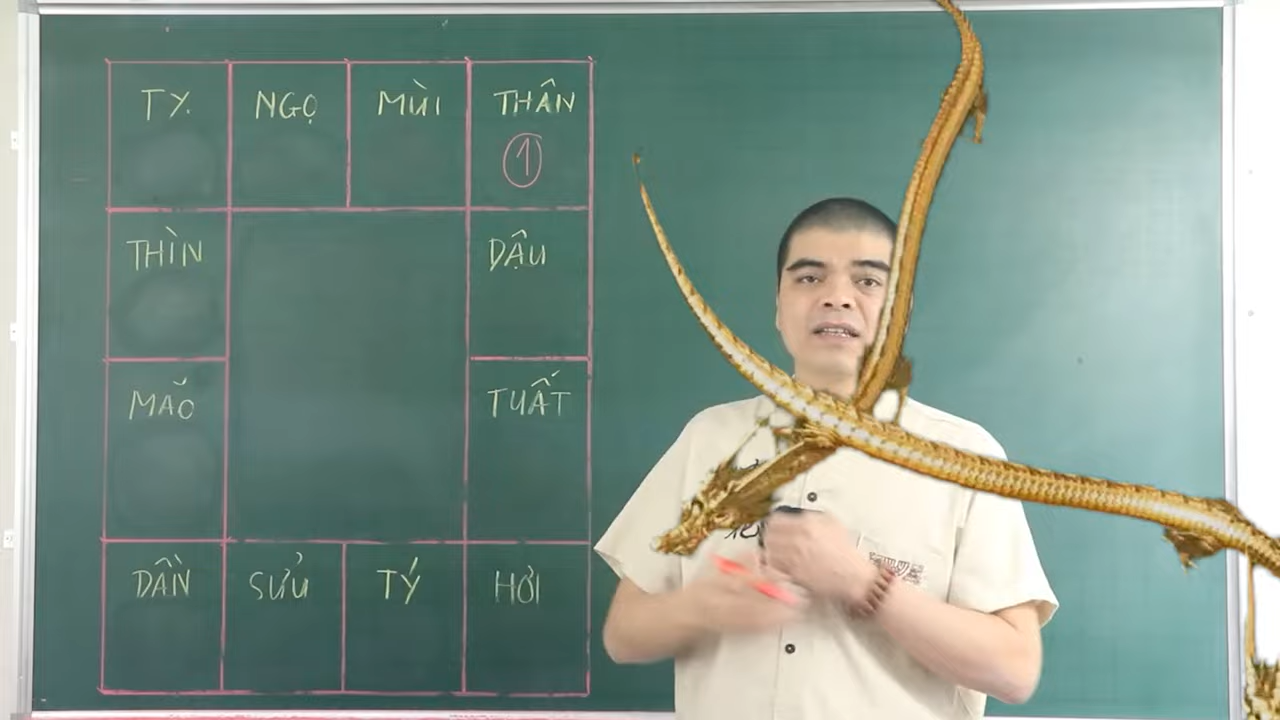 TỴ NGỌ MÙI THÂN
①
THÌN DẬU
MÃO TUẤT
DẦN SỬU TÝ HỢI